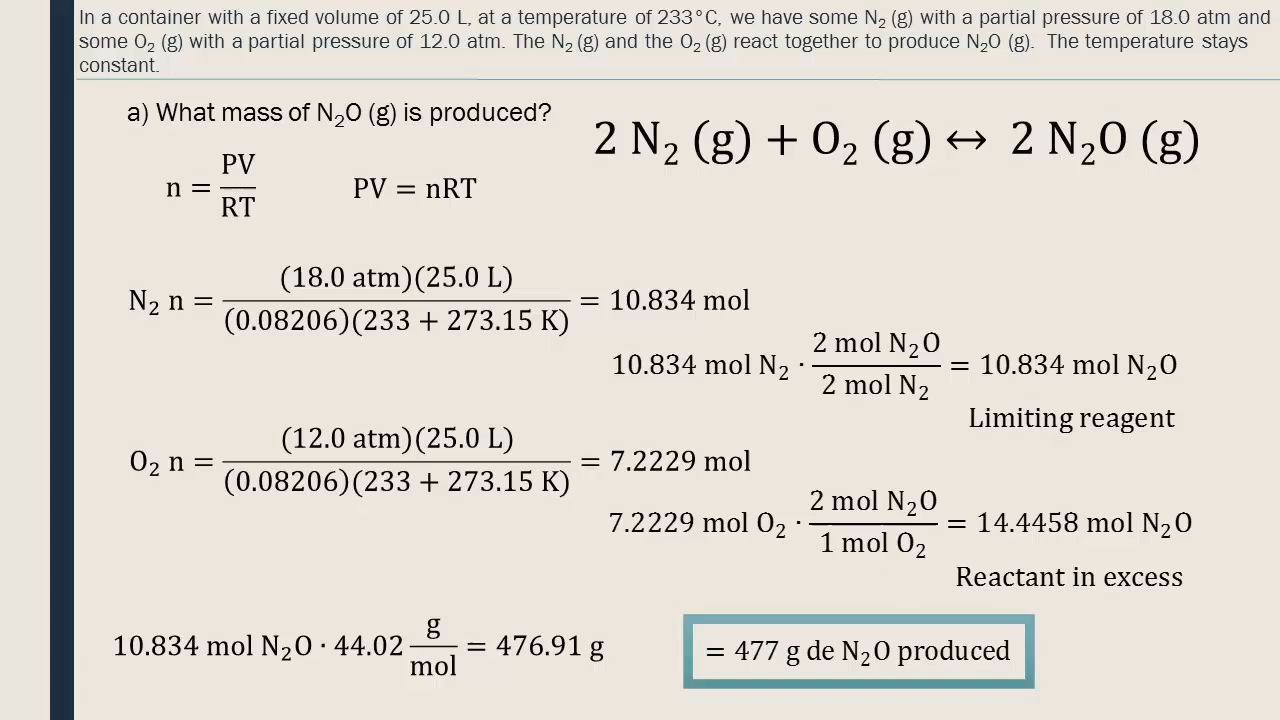 In a container with a fixed volume of 25.0 L, at a temperature of 233°C, we have some N₂ (g) with a partial pressure of 18.0 atm and
some O₂ (g) with a partial pressure of 12.0 atm. The N₂ (g) and the O₂ (g) react together to produce N₂O (g). The temperature stays
constant.
a) What mass of N₂O (g) is produced?
2 N₂ (g) + O₂ (g) ↔ 2 N₂O (g)
n = PV/RT
PV = nRT
N₂ n = (18.0 atm)(25.0 L)/(0.08206)(233 + 273.15 K) = 10.834 mol
10.834 mol N₂ · 2 mol N₂O/2 mol N₂ = 10.834 mol N₂O
Limiting reagent
O₂ n = (12.0 atm)(25.0 L)/(0.08206)(233 + 273.15 K) = 7.2229 mol
7.2229 mol O₂ · 2 mol N₂O/1 mol O₂ = 14.4458 mol N₂O
Reactant in excess
10.834 mol N₂O · 44.02 g/mol = 476.91 g
= 477 g de N₂O produced